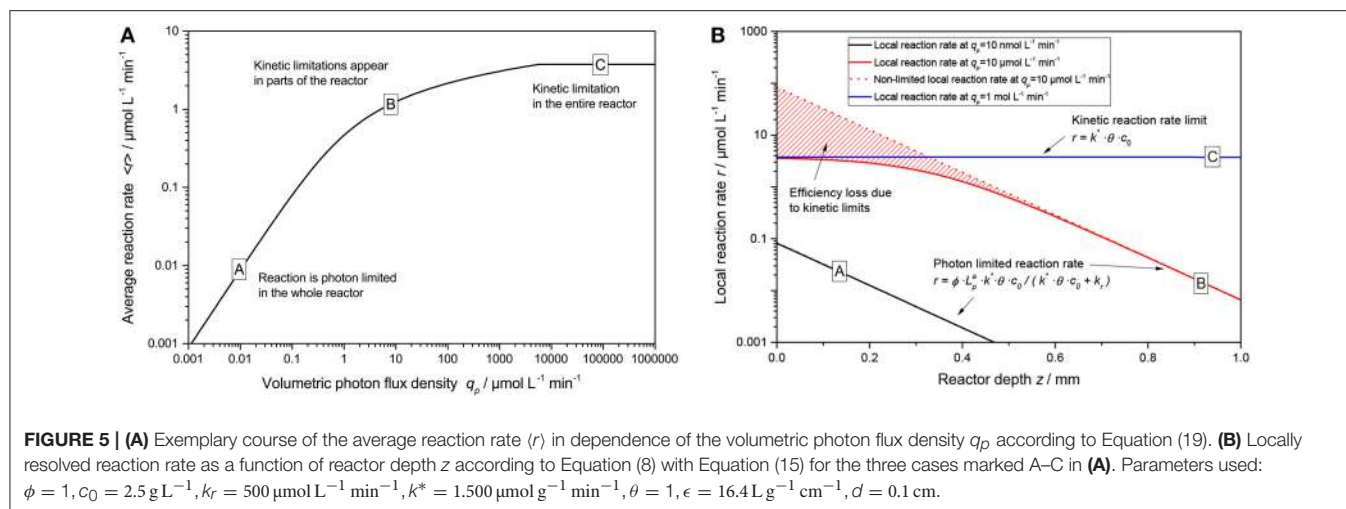 A
Average reaction rate <r> / µmol L⁻¹ min⁻¹
10
1
0.1
0.01
0.001
Kinetic limitations appear
in parts of the reactor
C
Kinetic limitation
in the entire reactor
B
A
Reaction is photon limited
in the whole reactor
0.001 0.01 0.1 1 10 100 1000 10000 100000 1000000
Volumetric photon flux density q_p / µmol L⁻¹ min⁻¹
B
Local reaction rate r / µmol L⁻¹ min⁻¹
1000
10
10
0.1
0.001
Local reaction rate at q_p=10 nmol L⁻¹ min⁻¹
Local reaction rate at q_p=10 µmol L⁻¹ min⁻¹
Non-limited local reaction rate at q_p=10 µmol L⁻¹ min⁻¹
Local reaction rate at q_p=1 mol L⁻¹ min⁻¹
Kinetic reaction rate limit
r = k* · θ · c₀
C
Efficiency loss due
to kinetic limits
Photon limited reaction rate
r = ϕ · L_p^a · k* · θ · c₀ / ( k* · θ · c₀ + k_r )
A
B
0.0 0.2 0.4 0.6 0.8 1.0
Reactor depth z / mm
FIGURE 5 | (A) Exemplary course of the average reaction rate ⟨r⟩ in dependence of the volumetric photon flux density q_p according to Equation (19). (B) Locally
resolved reaction rate as a function of reactor depth z according to Equation (8) with Equation (15) for the three cases marked A–C in (A). Parameters used:
ϕ = 1, c₀ = 2.5 g L⁻¹, k_r = 500 µmol L⁻¹ min⁻¹, k* = 1.500 µmol g⁻¹ min⁻¹, θ = 1, ϵ = 16.4 L g⁻¹ cm⁻¹, d = 0.1 cm.